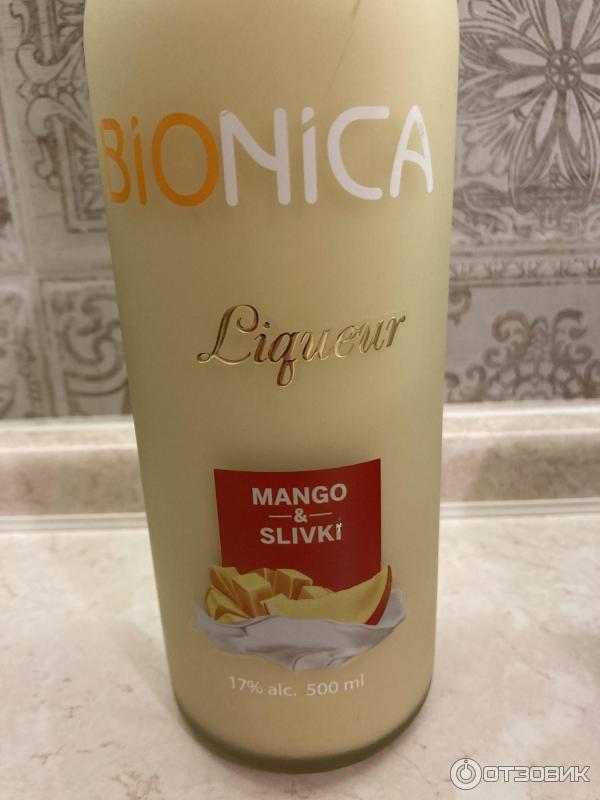 BiONiCA
Liqueur
MANGO
&
SLIVKi
17% alc. 500 ml
ОТЗОВИК